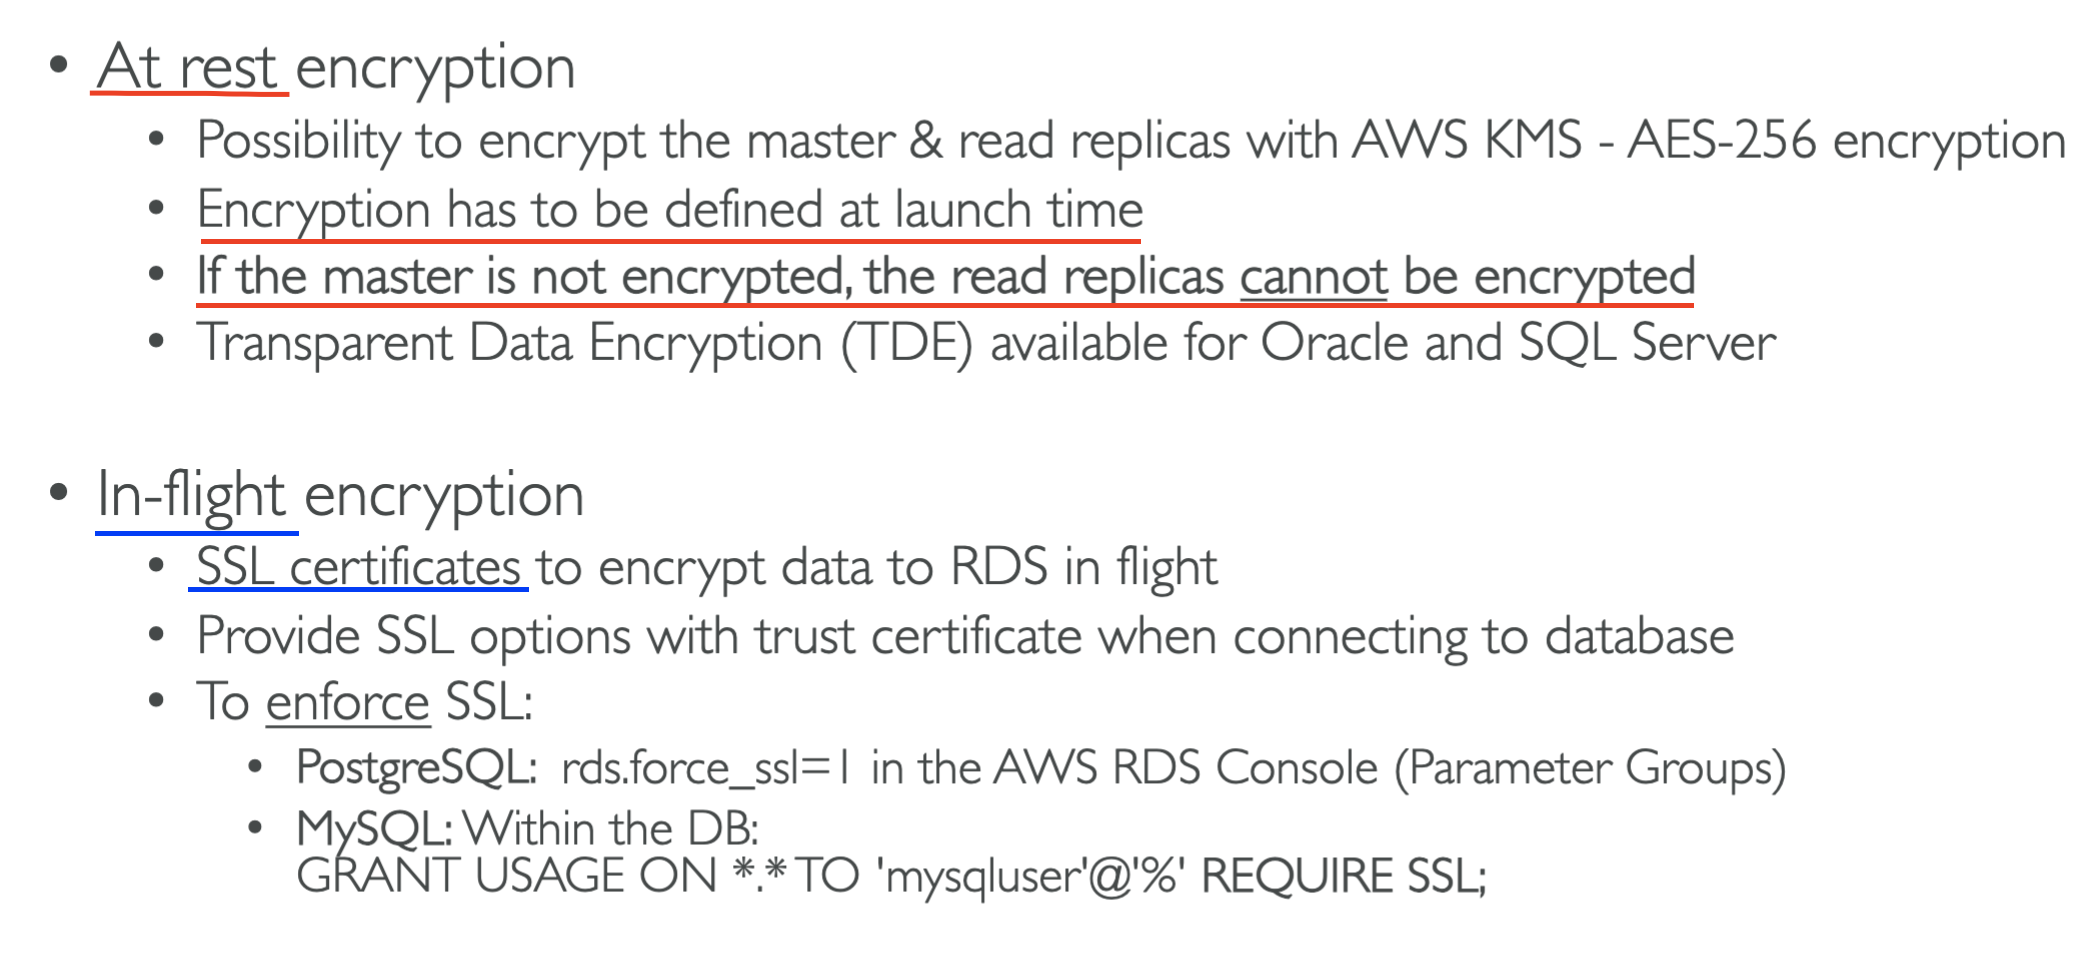 • At rest encryption
• Possibility to encrypt the master & read replicas with AWS KMS - AES-256 encryption
• Encryption has to be defined at launch time
• If the master is not encrypted, the read replicas cannot be encrypted
• Transparent Data Encryption (TDE) available for Oracle and SQL Server
• In-flight encryption
• SSL certificates to encrypt data to RDS in flight
• Provide SSL options with trust certificate when connecting to database
• To enforce SSL:
• PostgreSQL: rds.force_ssl=1 in the AWS RDS Console (Parameter Groups)
• MySQL: Within the DB:
GRANT USAGE ON *.* TO 'mysqluser'@'%' REQUIRE SSL;